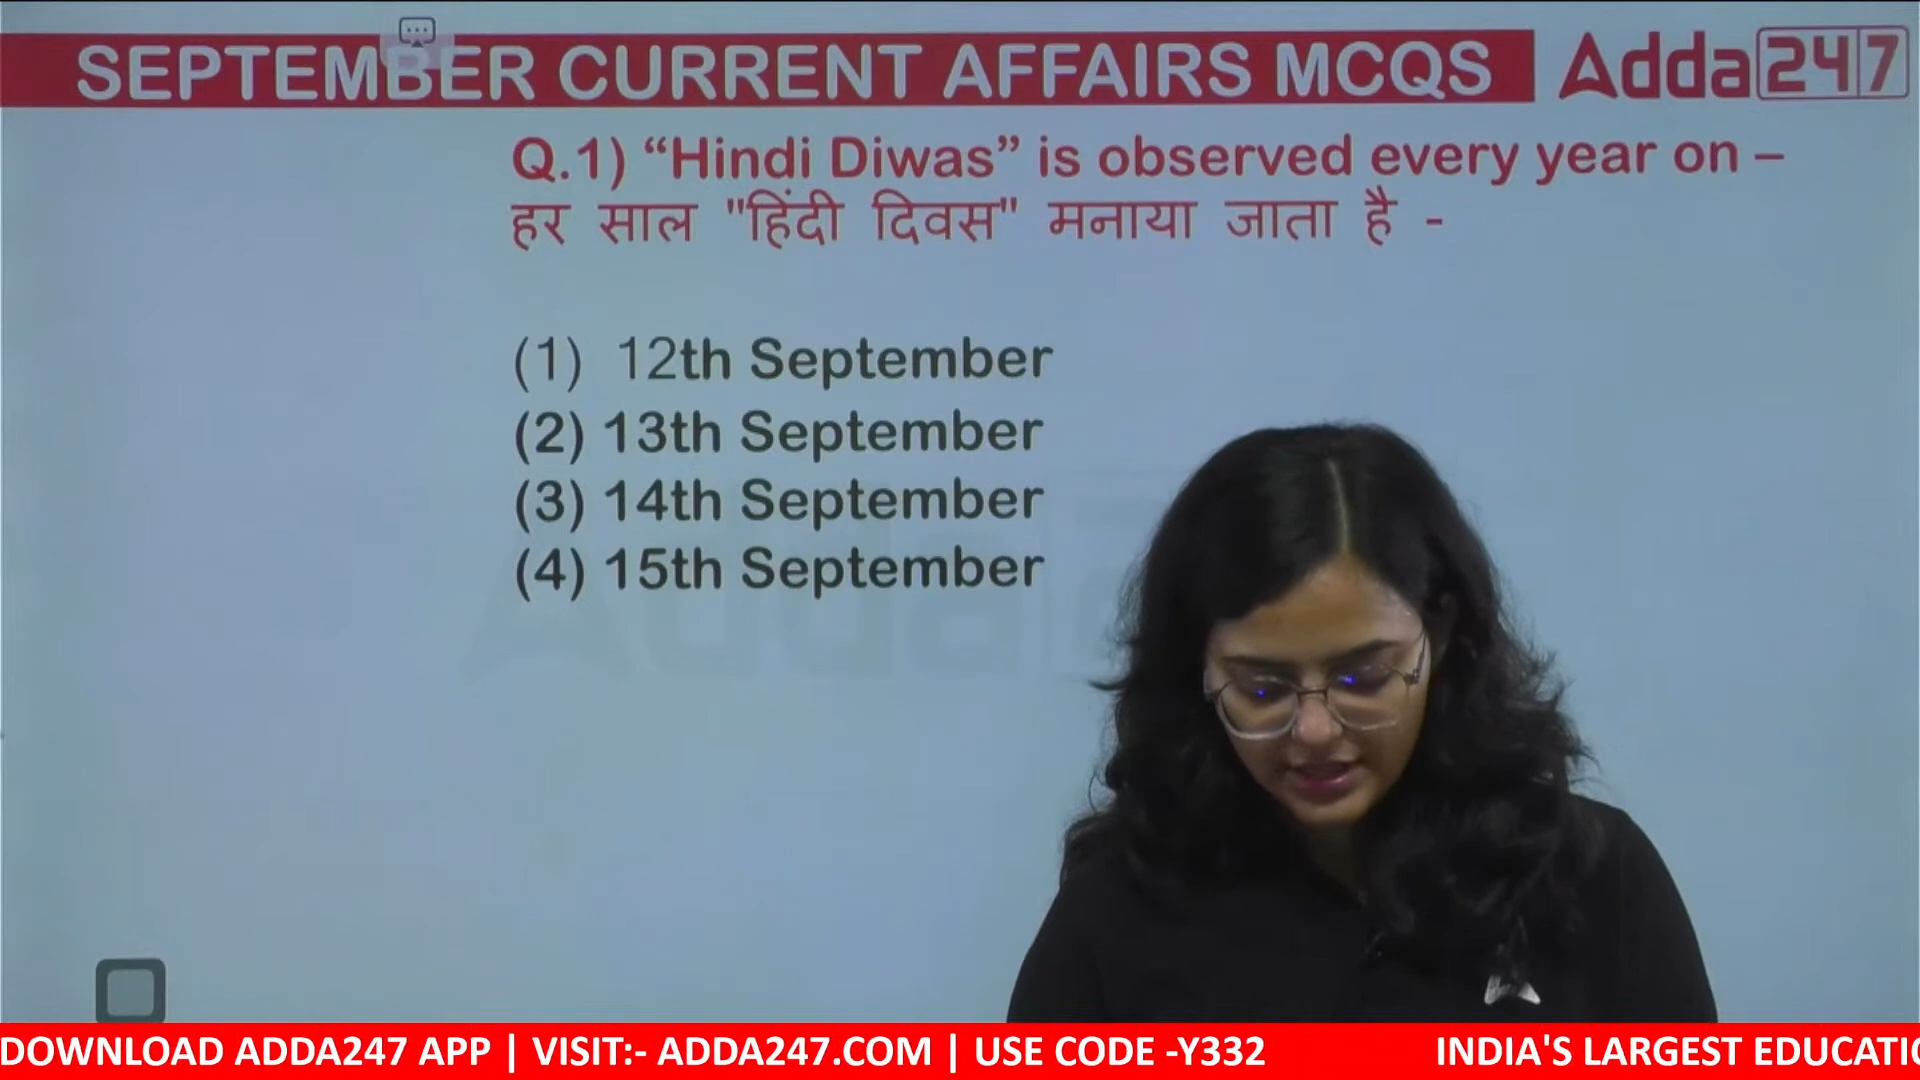 SEPTEMBER CURRENT AFFAIRS MCQS
Adda247
Q.1) “Hindi Diwas” is observed every year on –
हर साल "हिंदी दिवस" मनाया जाता है -
(1) 12th September
(2) 13th September
(3) 14th September
(4) 15th September
DOWNLOAD ADDA247 APP | VISIT:- ADDA247.COM | USE CODE -Y332 INDIA'S LARGEST